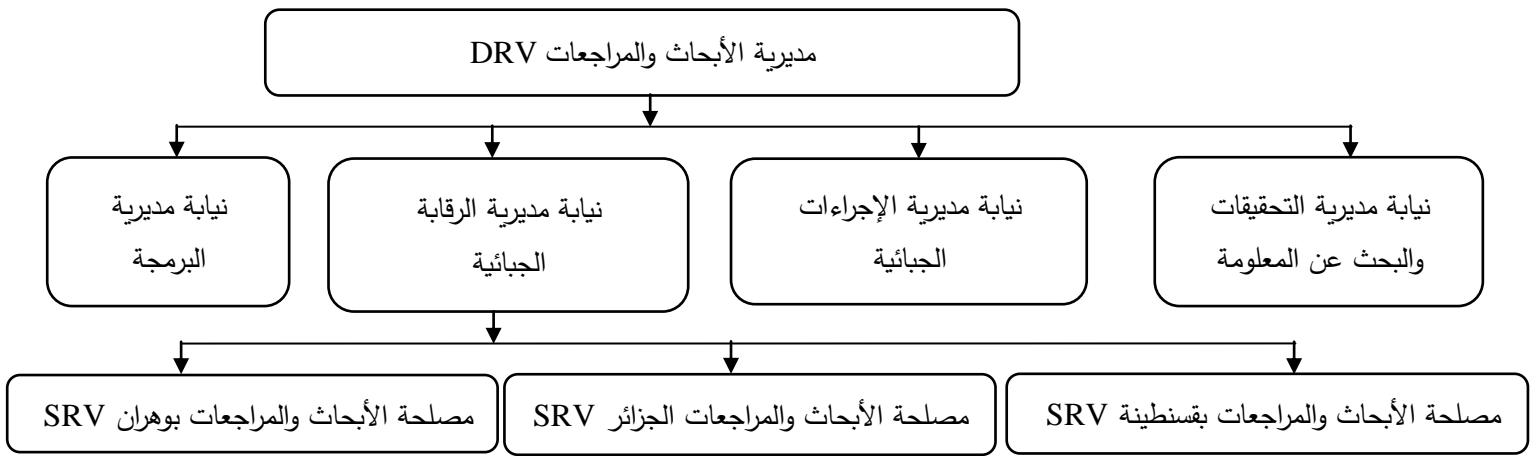 مديرية الأبحاث والمراجعات DRV
نيابة مديرية التحقيقات
والبحث عن المعلومة
نيابة مديرية الإجراءات
الجبائية
نيابة مديرية الرقابة
الجبائية
نيابة مديرية
البرمجة
مصلحة الأبحاث والمراجعات بقسنطينة SRV
مصلحة الأبحاث والمراجعات الجزائر SRV
مصلحة الأبحاث والمراجعات بوهران SRV